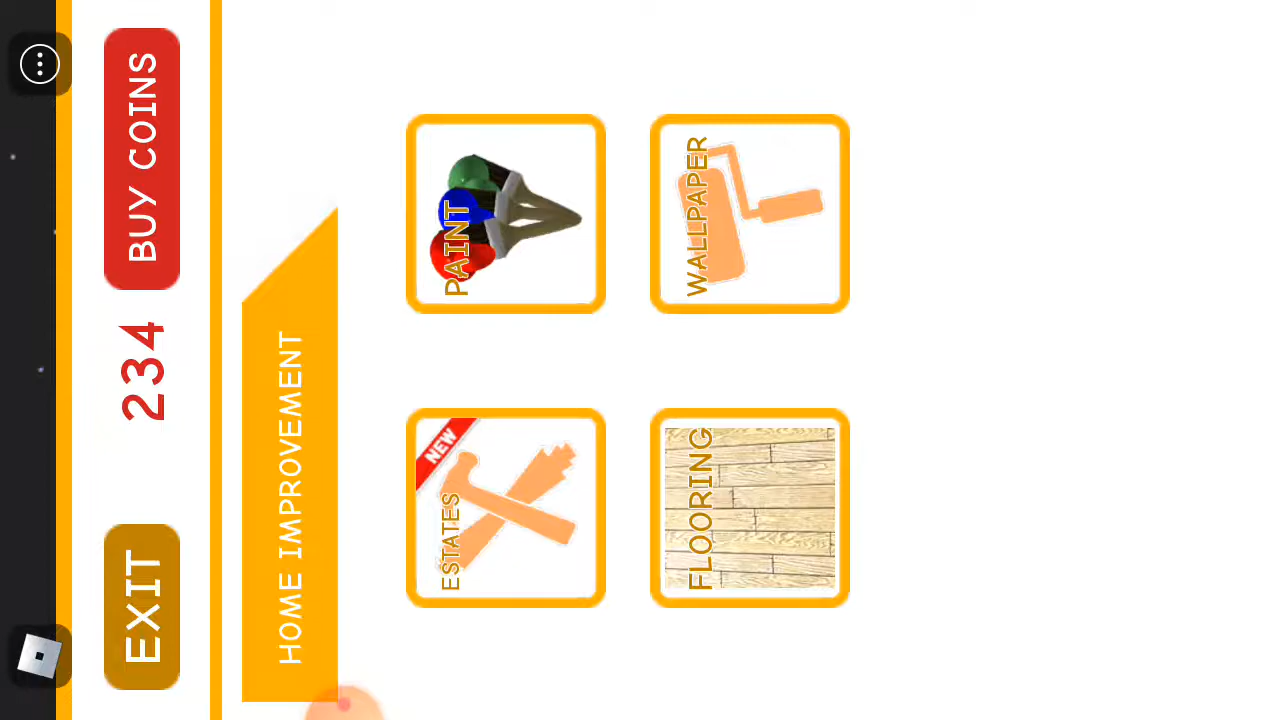 EXIT
234
BUY COINS
HOME IMPROVEMENT
NEW
ESTATES
PAINT
FLOORING
WALLPAPER